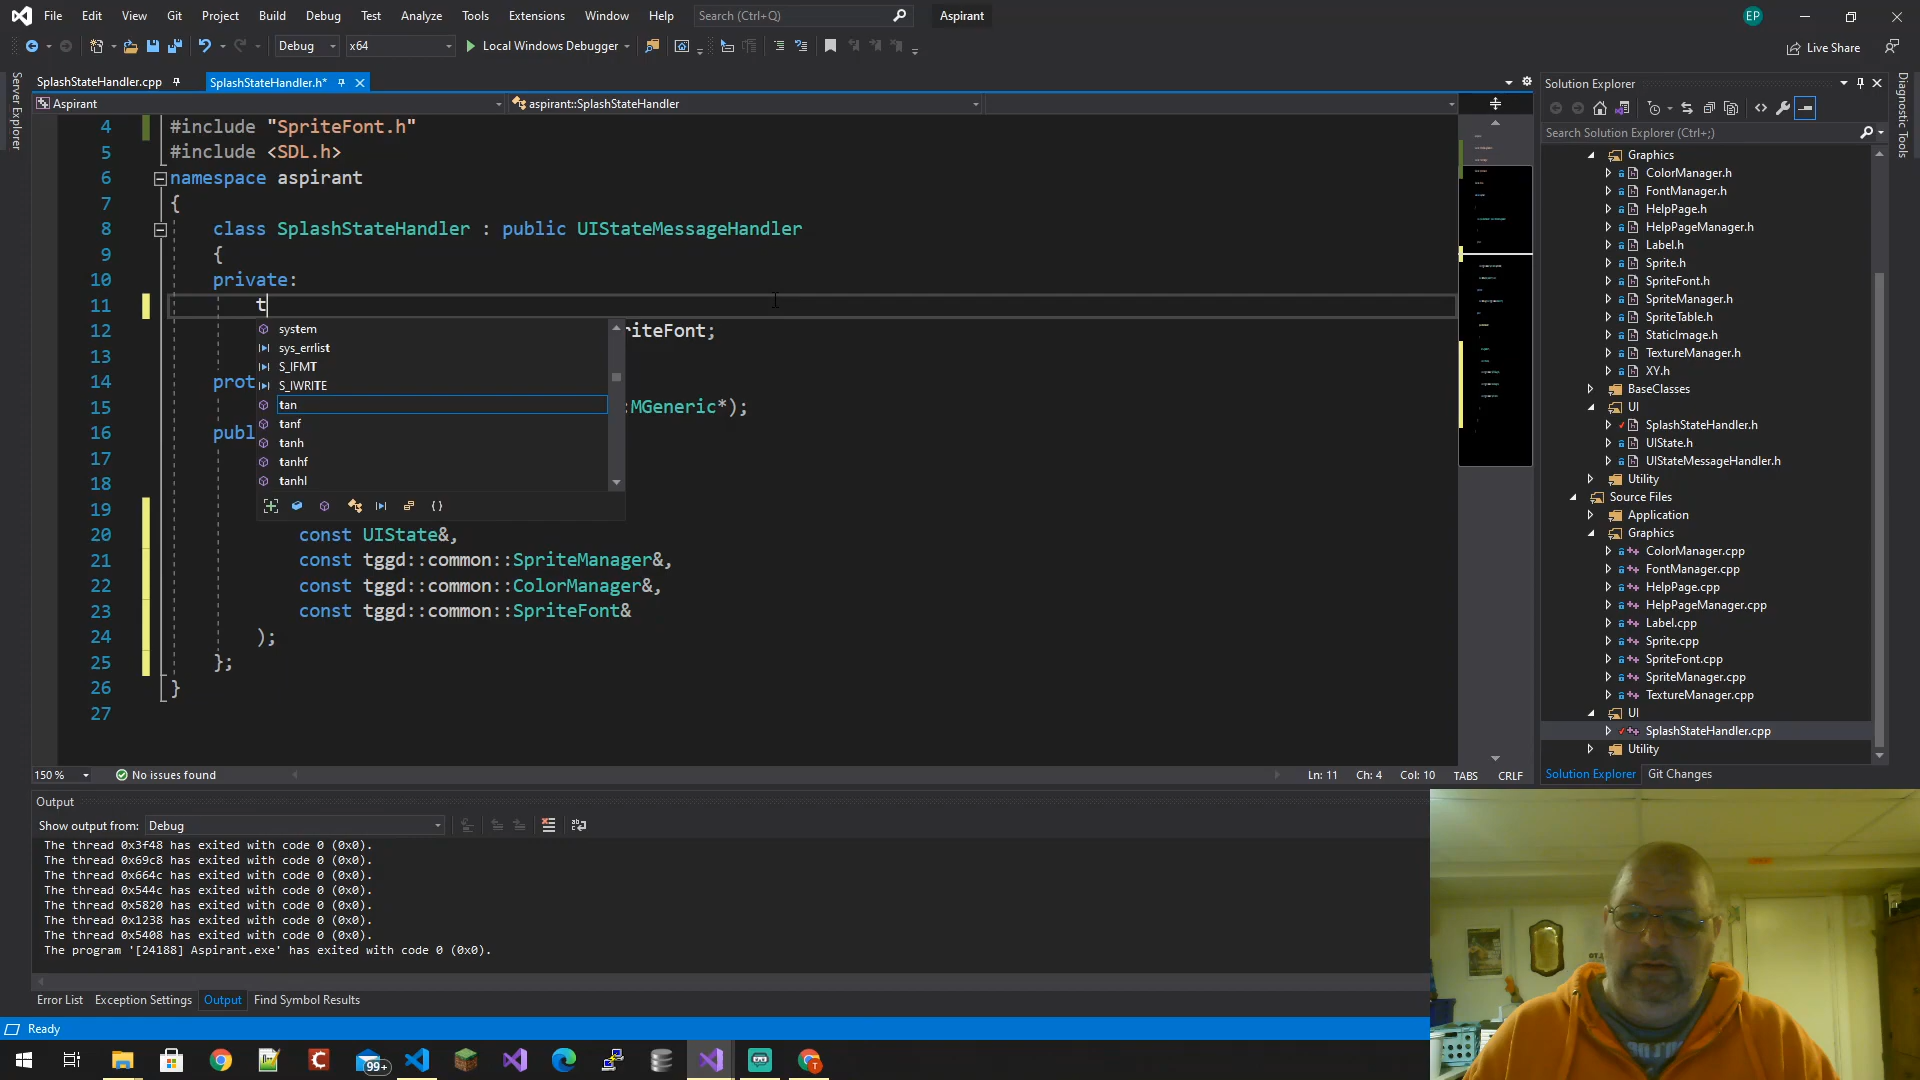 File Edit View Git Project Build Debug Test Analyze Tools Extensions Window Help Search (Ctrl+Q) Aspirant EP
Debug x64 Local Windows Debugger Live Share
SplashStateHandler.cpp SplashStateHandler.h*
Aspirant aspirant::SplashStateHandler
Server Explorer
4 #include "SpriteFont.h"
5 #include <SDL.h>
6 namespace aspirant
7 {
8 class SplashStateHandler : public UIStateMessageHandler
9 {
10 private:
11 t
12 riteFont;
13
14 prot
15 :MGeneric*);
16 publ
17
18
19
20 const UIState&,
21 const tggd::common::SpriteManager&,
22 const tggd::common::ColorManager&,
23 const tggd::common::SpriteFont&
24 );
25 };
26 }
27
system
sys_errlist
S_IFMT
S_IWRITE
tan
tanf
tanh
tanhf
tanhl
150 % No issues found Ln: 11 Ch: 4 Col: 10 TABS CRLF
Solution Explorer
Search Solution Explorer (Ctrl+;)
Graphics
ColorManager.h
FontManager.h
HelpPage.h
HelpPageManager.h
Label.h
Sprite.h
SpriteFont.h
SpriteManager.h
SpriteTable.h
StaticImage.h
TextureManager.h
XY.h
BaseClasses
UI
SplashStateHandler.h
UIState.h
UIStateMessageHandler.h
Utility
Source Files
Application
Graphics
ColorManager.cpp
FontManager.cpp
HelpPage.cpp
HelpPageManager.cpp
Label.cpp
Sprite.cpp
SpriteFont.cpp
SpriteManager.cpp
TextureManager.cpp
UI
SplashStateHandler.cpp
Utility
Solution Explorer Git Changes
Diagnostic Tools
Output
Show output from: Debug
The thread 0x3f48 has exited with code 0 (0x0).
The thread 0x69c8 has exited with code 0 (0x0).
The thread 0x664c has exited with code 0 (0x0).
The thread 0x544c has exited with code 0 (0x0).
The thread 0x5820 has exited with code 0 (0x0).
The thread 0x1238 has exited with code 0 (0x0).
The thread 0x5408 has exited with code 0 (0x0).
The program '[24188] Aspirant.exe' has exited with code 0 (0x0).
Error List Exception Settings Output Find Symbol Results
Ready
99+